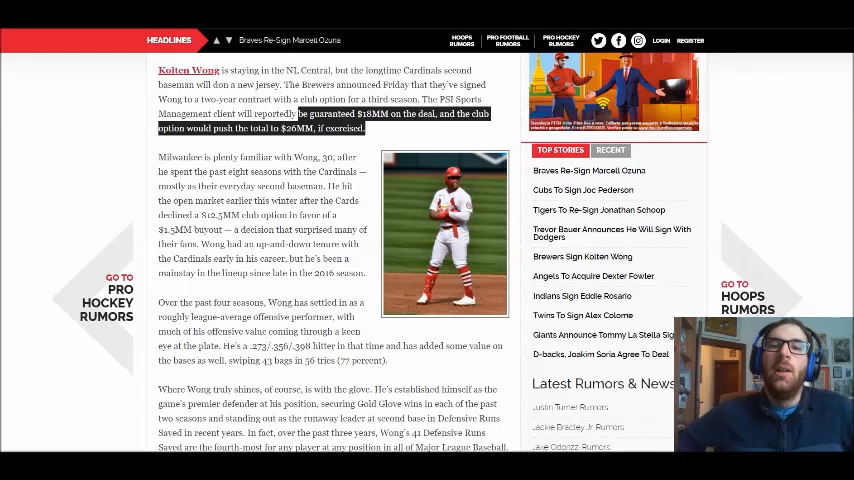 HEADLINES
Braves Re-Sign Marcell Ozuna
HOOPS
RUMORS
PRO FOOTBALL
RUMORS
PRO HOCKEY
RUMORS
LOGIN
REGISTER
Kolten Wong is staying in the NL Central, but the longtime Cardinals second
baseman will don a new jersey. The Brewers announced Friday that they've signed
Wong to a two-year contract with a club option for a third season. The PSI Sports
Management client will reportedly be guaranteed $18MM on the deal, and the club
option would push the total to $26MM, if exercised.
Milwaukee is plenty familiar with Wong, 30, after
he spent the past eight seasons with the Cardinals —
mostly as their everyday second baseman. He hit
the open market earlier this winter after the Cards
declined a $12.5MM club option in favor of a
$1.5MM buyout — a decision that surprised many of
their fans. Wong had an up-and-down tenure with
the Cardinals early in his career, but he's been a
mainstay in the lineup since late in the 2016 season.
Over the past four seasons, Wong has settled in as a
roughly league-average offensive performer, with
much of his offensive value coming through a keen
eye at the plate. He's a .273/.356/.398 hitter in that time and has added some value on
the bases as well, swiping 43 bags in 56 tries (77 percent).
Where Wong truly shines, of course, is with the glove. He's established himself as the
game's premier defender at his position, securing Gold Glove wins in each of the past
two seasons and standing out as the runaway leader at second base in Defensive Runs
Saved in recent years. In fact, over the past three years, Wong's 41 Defensive Runs
Saved are the fourth-most for any player at any position in all of Major League Baseball.
GO TO
PRO
HOCKEY
RUMORS
TOP STORIES
RECENT
Braves Re-Sign Marcell Ozuna
Cubs To Sign Joc Pederson
Tigers To Re-Sign Jonathan Schoop
Trevor Bauer Announces He Will Sign With
Dodgers
Brewers Sign Kolten Wong
Angels To Acquire Dexter Fowler
Indians Sign Eddie Rosario
Twins To Sign Alex Colome
Giants Announce Tommy La Stella Sig
D-backs, Joakim Soria Agree To Deal
Latest Rumors & News
Justin Turner Rumors
Jackie Bradley Jr. Rumors
Jake Odorizzi Rumors
GO TO
HOOPS
RUMORS